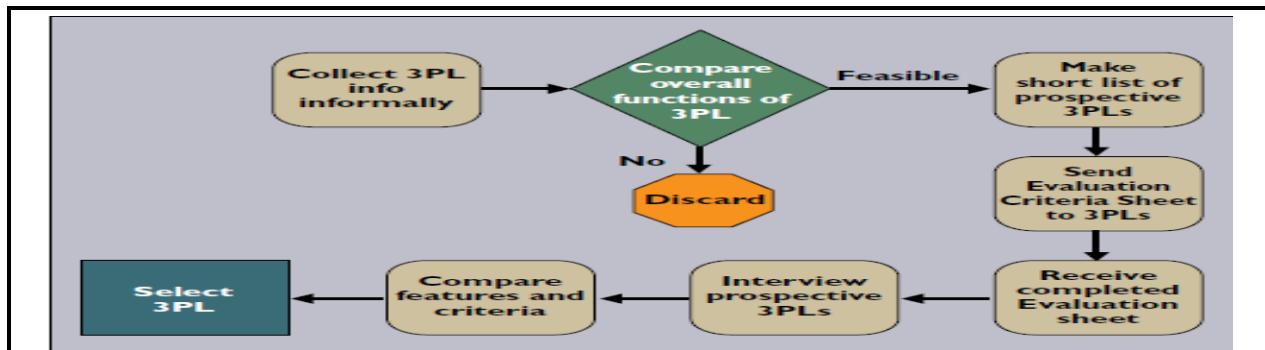 Collect 3PL
info
informally
Compare
overall
functions of
3PL
Feasible
Make
short list of
prospective
3PLs
No
Discard
Send
Evaluation
Criteria Sheet
to 3PLs
Receive
completed
Evaluation
sheet
Interview
prospective
3PLs
Compare
features and
criteria
Select
3PL